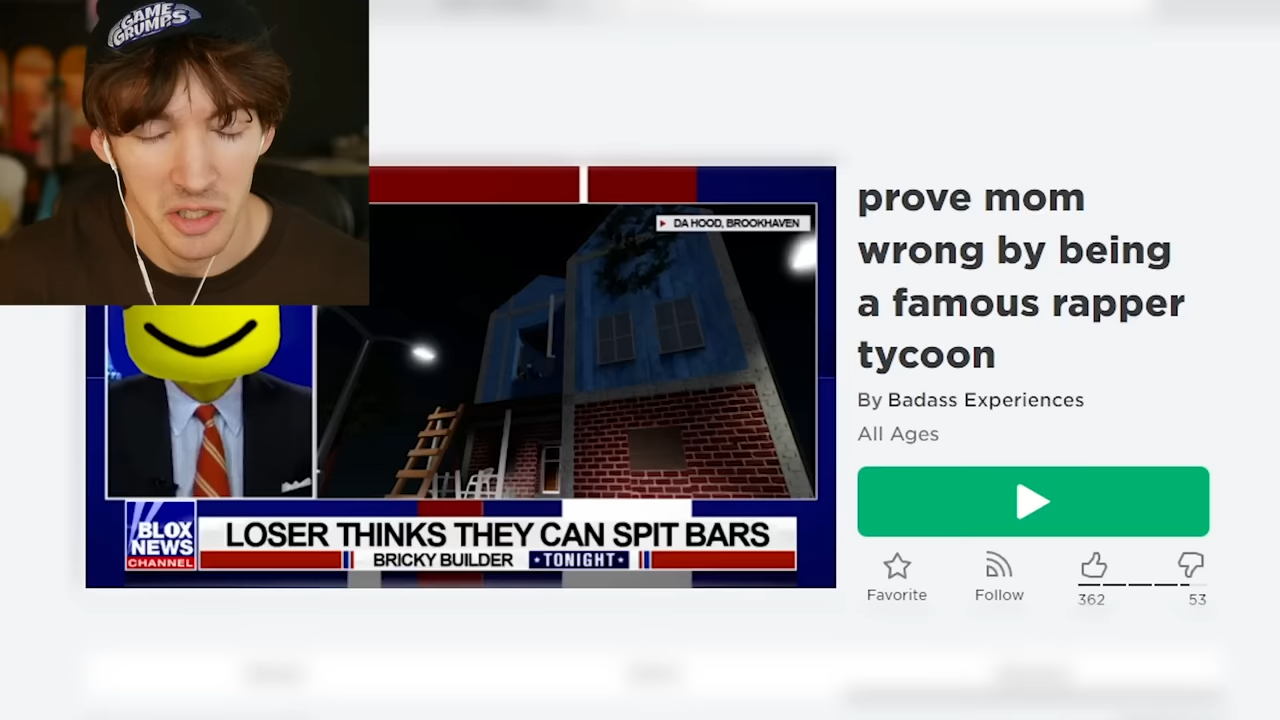 GAME
GRUMPS
DA HOOD, BROOKHAVEN
BLOX
NEWS
CHANNEL
LOSER THINKS THEY CAN SPIT BARS
BRICKY BUILDER
TONIGHT
prove mom
wrong by being
a famous rapper
tycoon
By Badass Experiences
All Ages
Favorite
Follow
362
53